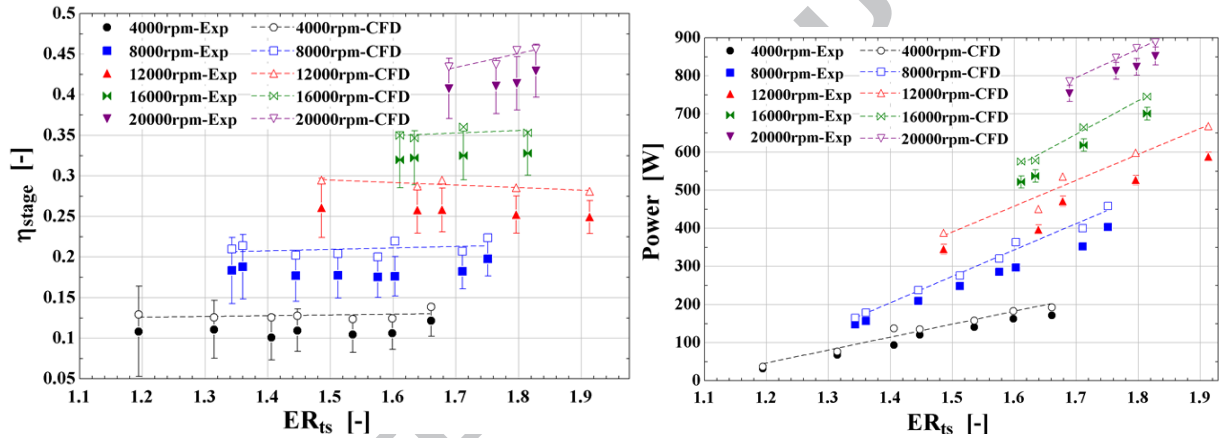 0.5
0.45
0.4
0.35
0.3
0.25
0.2
0.15
0.1
0.05
ηstage [-]
4000rpm-Exp 4000rpm-CFD
8000rpm-Exp 8000rpm-CFD
12000rpm-Exp 12000rpm-CFD
16000rpm-Exp 16000rpm-CFD
20000rpm-Exp 20000rpm-CFD
1.1 1.2 1.3 1.4 1.5 1.6 1.7 1.8 1.9
ERts [-]
900
800
700
600
500
400
300
200
100
0
Power [W]
4000rpm-Exp 4000rpm-CFD
8000rpm-Exp 8000rpm-CFD
12000rpm-Exp 12000rpm-CFD
16000rpm-Exp 16000rpm-CFD
20000rpm-Exp 20000rpm-CFD
1.1 1.2 1.3 1.4 1.5 1.6 1.7 1.8 1.9
ERts [-]